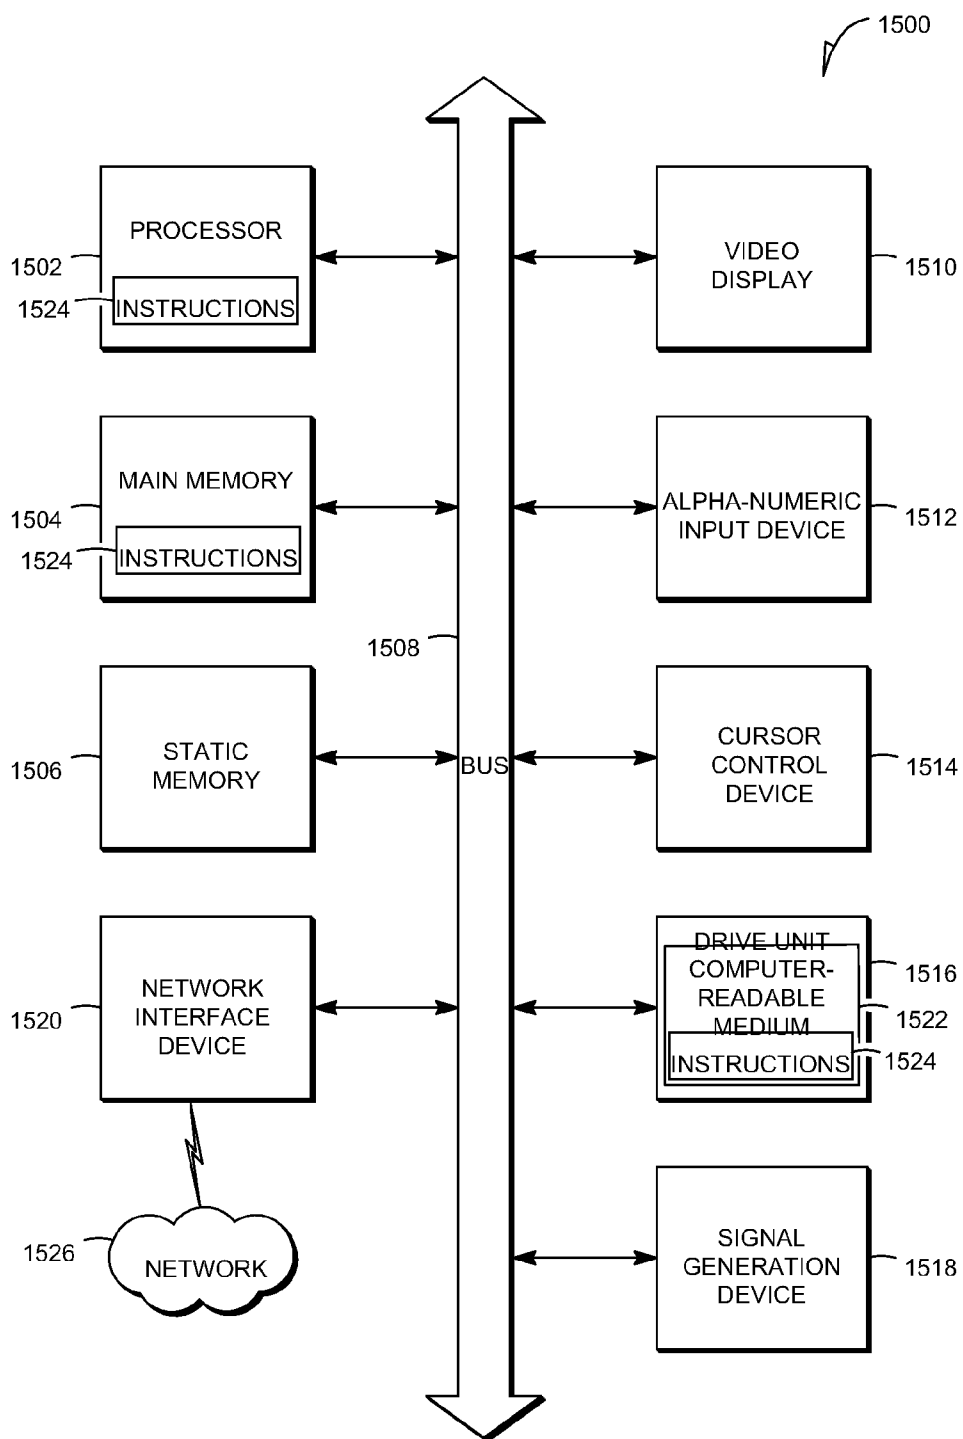 1500
PROCESSOR
1502
1524
INSTRUCTIONS
VIDEO
DISPLAY
1510
MAIN MEMORY
1504
1524
INSTRUCTIONS
ALPHA-NUMERIC
INPUT DEVICE
1512
1508
STATIC
MEMORY
1506
BUS
CURSOR
CONTROL
DEVICE
1514
NETWORK
INTERFACE
DEVICE
1520
DRIVE UNIT
COMPUTER-
READABLE
MEDIUM
INSTRUCTIONS
1516
1522
1524
1526
NETWORK
SIGNAL
GENERATION
DEVICE
1518